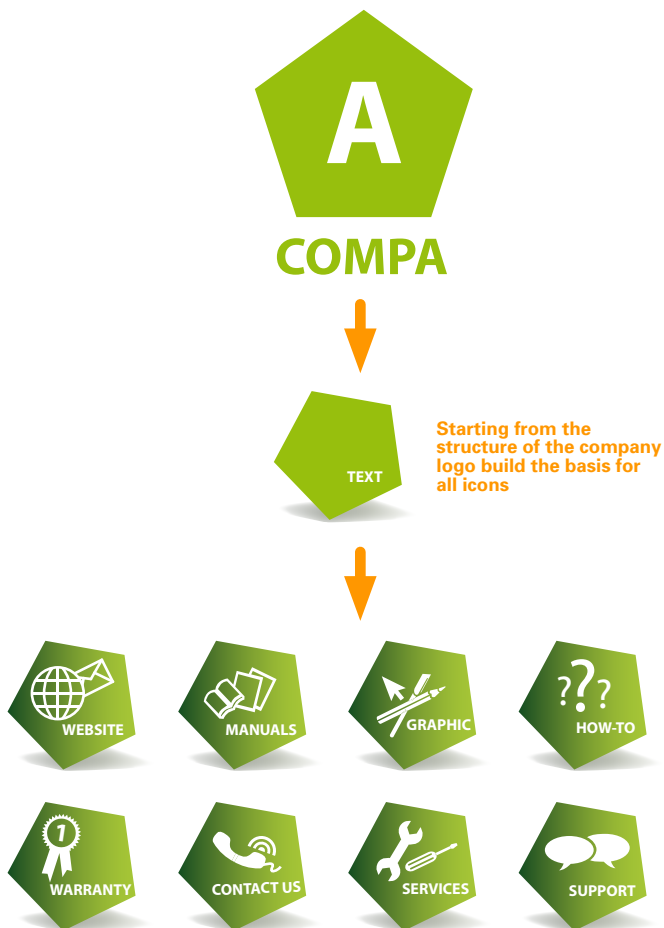 A
COMPA
TEXT
Starting from the
structure of the company
logo build the basis for
all icons
WEBSITE
MANUALS
GRAPHIC
???
HOW-TO
1
WARRANTY
CONTACT US
SERVICES
SUPPORT